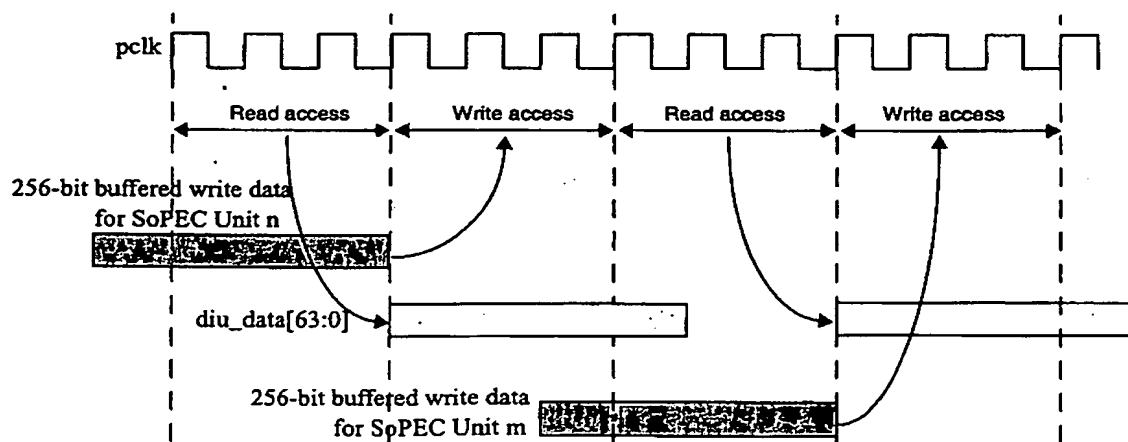 pclk
Read access
Write access
Read access
Write access
256-bit buffered write data
for SoPEC Unit n
diu_data[63:0]
256-bit buffered write data
for SoPEC Unit m